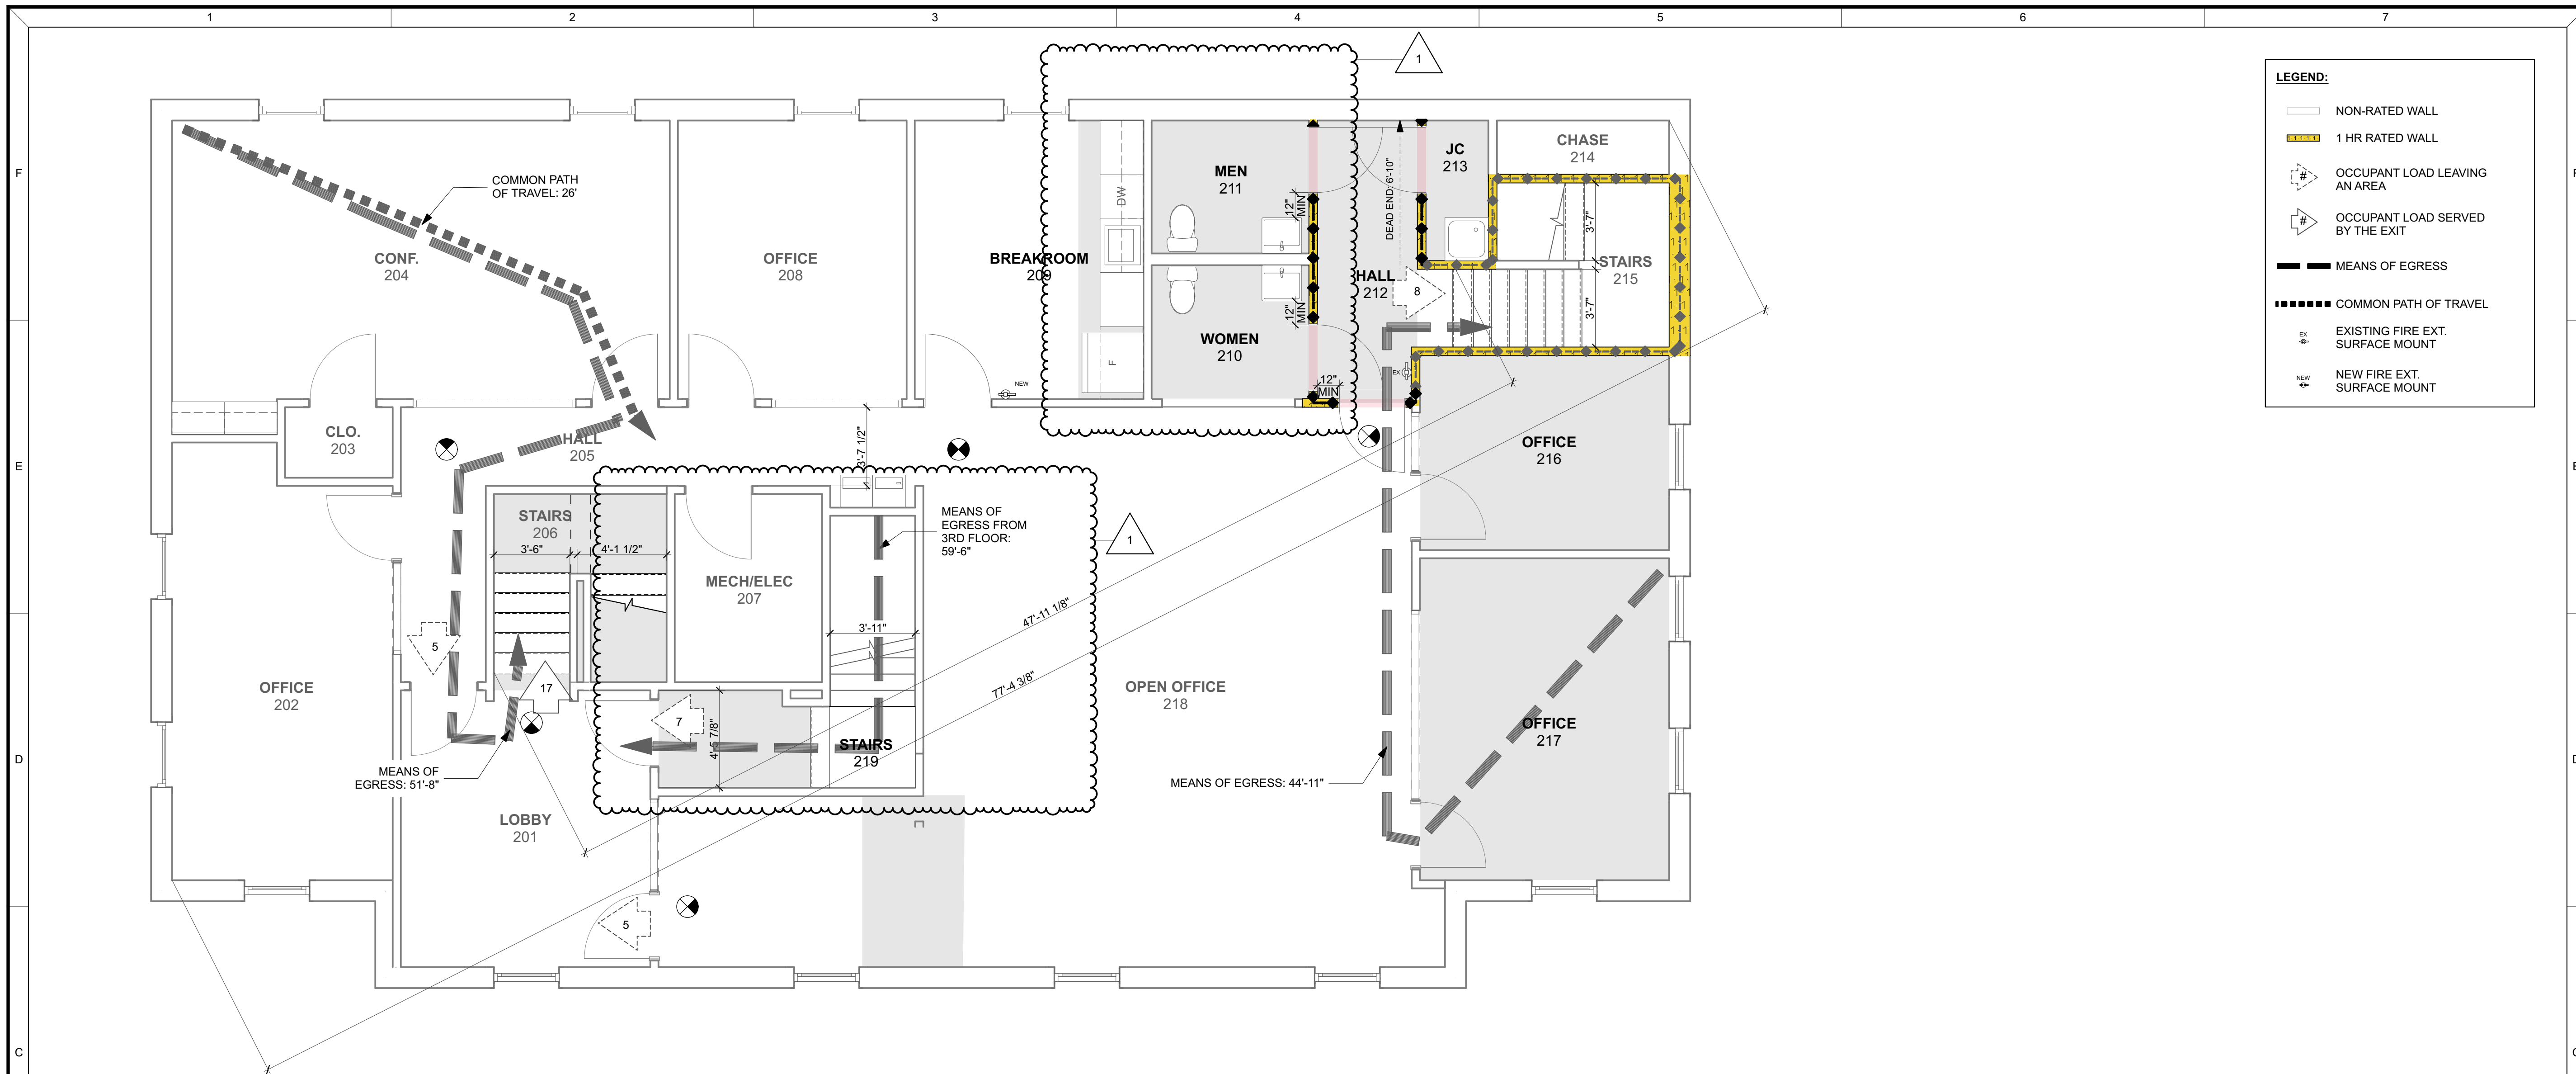 1
2
3
4
5
6
7
1
LEGEND:
NON-RATED WALL
1 HR RATED WALL
#
OCCUPANT LOAD LEAVING
AN AREA
#
OCCUPANT LOAD SERVED
BY THE EXIT
MEANS OF EGRESS
COMMON PATH OF TRAVEL
EX
EXISTING FIRE EXT.
SURFACE MOUNT
NEW
NEW FIRE EXT.
SURFACE MOUNT
F
F
COMMON PATH
OF TRAVEL: 26'
CONF.
204
OFFICE
208
BREAKROOM
209
DW
F
MEN
211
12"
MIN
12"
MIN
WOMEN
210
12"
MIN
DEAD END: 6'-10"
JC
213
HALL
212
8
CHASE
214
3'-7"
STAIRS
215
3'-7"
EX
NEW
E
E
CLO.
203
HALL
205
3'-7 1/2"
OFFICE
216
STAIRS
206
3'-6"
4'-1 1/2"
MECH/ELEC
207
MEANS OF
EGRESS FROM
3RD FLOOR:
59'-6"
1
3'-11"
47'-11 1/8"
77'-4 3/8"
5
OFFICE
202
17
7
4'-5 7/8"
STAIRS
219
OPEN OFFICE
218
OFFICE
217
D
D
MEANS OF
EGRESS: 51'-8"
MEANS OF EGRESS: 44'-11"
LOBBY
201
5
C
C